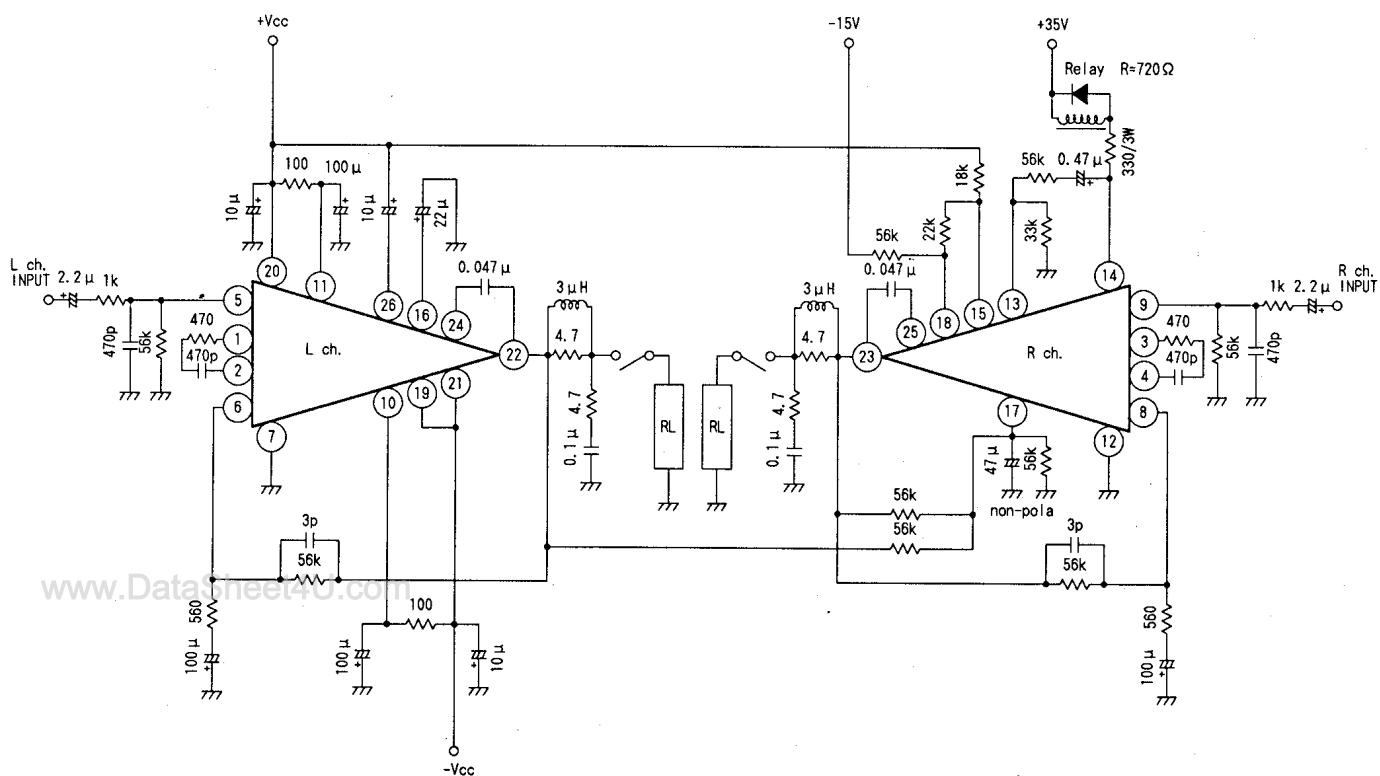 +Vcc
-15V
+35V
Relay R=720Ω
330/3W
100
100μ
10μ
10μ
22μ
18k
22k
56k
56k
0.47μ
33k
L ch.
INPUT
2.2μ
1k
470p
56k
470
470p
5
1
2
6
7
20
11
26
16
24
22
10
19
21
L ch.
0.047μ
3μH
4.7
4.7
0.1μ
RL
RL
3μH
4.7
4.7
0.1μ
0.047μ
23
25
18
15
13
14
9
3
4
8
17
12
R ch.
470
470p
56k
470p
1k
2.2μ
R ch.
INPUT
47μ
56k
non-pola
56k
56k
3p
56k
560
100μ
3p
56k
560
100μ
100μ
100
10μ
-Vcc
www.DataSheet4U.com